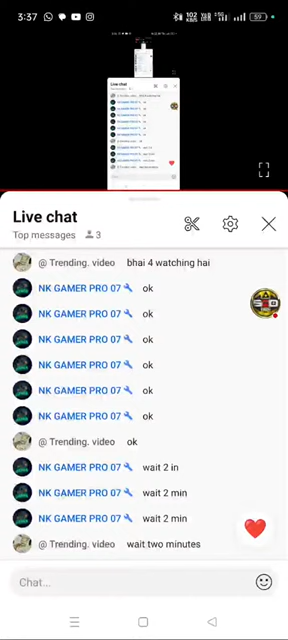 3:37
102 KB/S
59
Live chat
Top messages 3
@ Trending. video bhai 4 watching hai
NK GAMER PRO 07 ok
NK GAMER PRO 07 ok
NK GAMER PRO 07 ok
NK GAMER PRO 07 ok
NK GAMER PRO 07 ok
NK GAMER PRO 07 ok
@ Trending. video ok
NK GAMER PRO 07 wait 2 in
NK GAMER PRO 07 wait 2 min
NK GAMER PRO 07 wait 2 min
@ Trending. video wait two minutes
Chat...